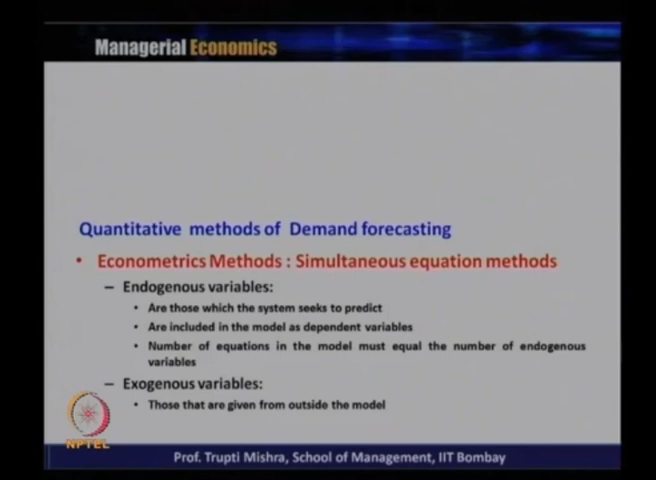 Managerial Economics
Quantitative methods of Demand forecasting
• Econometrics Methods : Simultaneous equation methods
– Endogenous variables:
• Are those which the system seeks to predict
• Are included in the model as dependent variables
• Number of equations in the model must equal the number of endogenous
variables
– Exogenous variables:
• Those that are given from outside the model
NPTEL
Prof. Trupti Mishra, School of Management, IIT Bombay